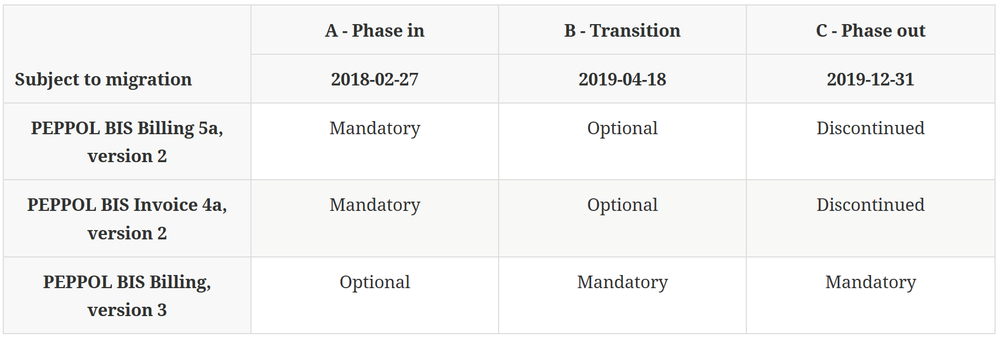 A - Phase in
B - Transition
C - Phase out
Subject to migration
2018-02-27
2019-04-18
2019-12-31
PEPPOL BIS Billing 5a,
version 2
Mandatory
Optional
Discontinued
PEPPOL BIS Invoice 4a,
version 2
Mandatory
Optional
Discontinued
PEPPOL BIS Billing,
version 3
Optional
Mandatory
Mandatory